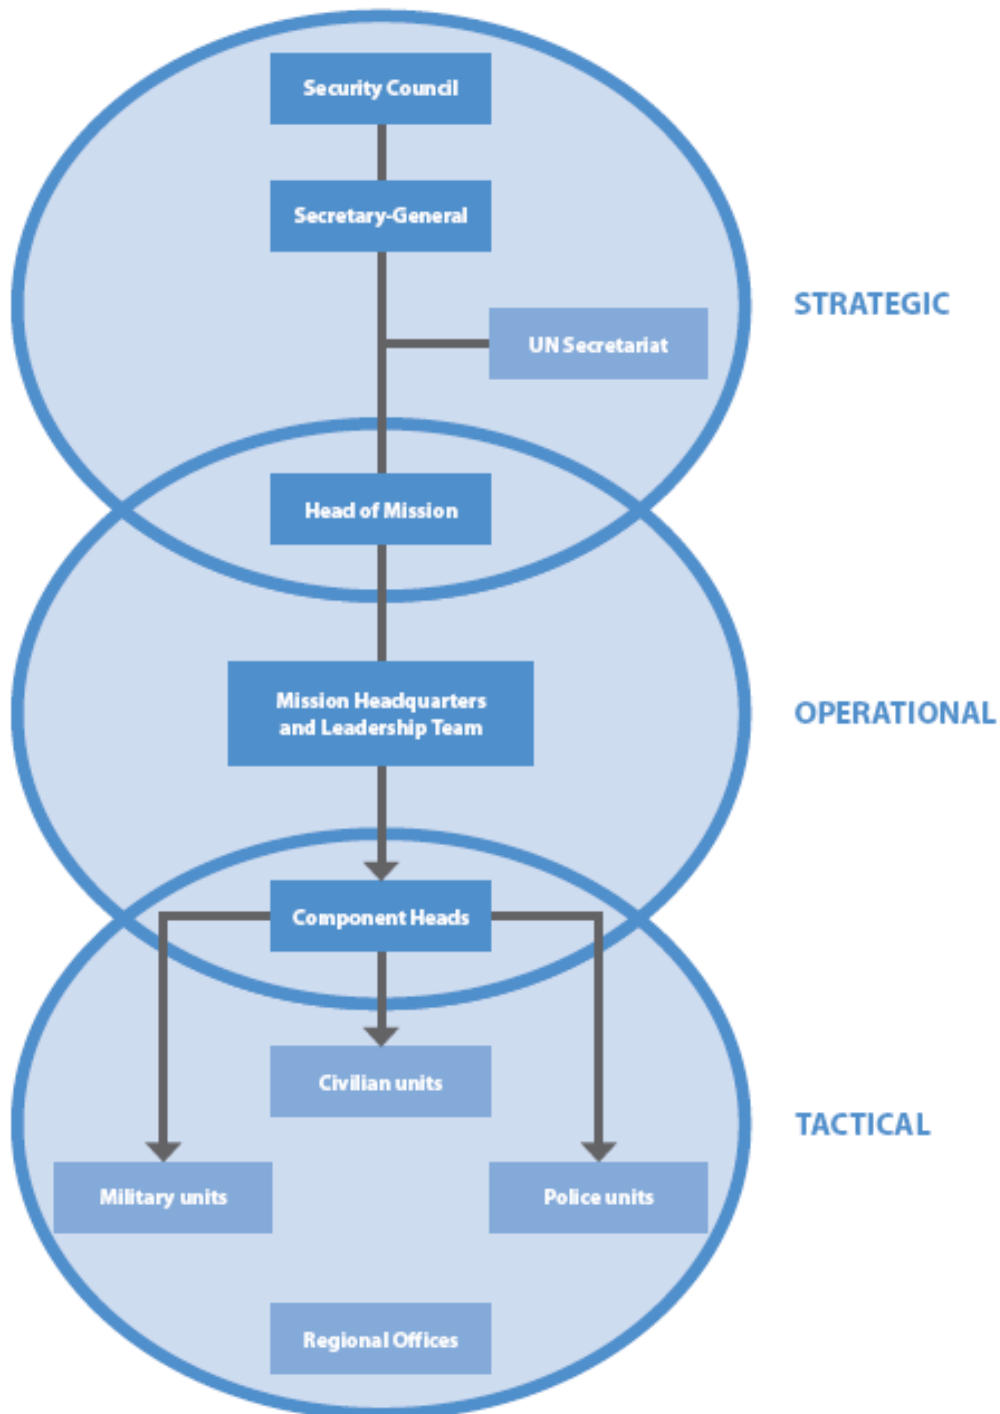 Security Council
Secretary-General
STRATEGIC
UN Secretariat
Head of Mission
Mission Headquarters
and Leadership Team
OPERATIONAL
Component Heads
Civilian units
TACTICAL
Military units
Police units
Regional Offices